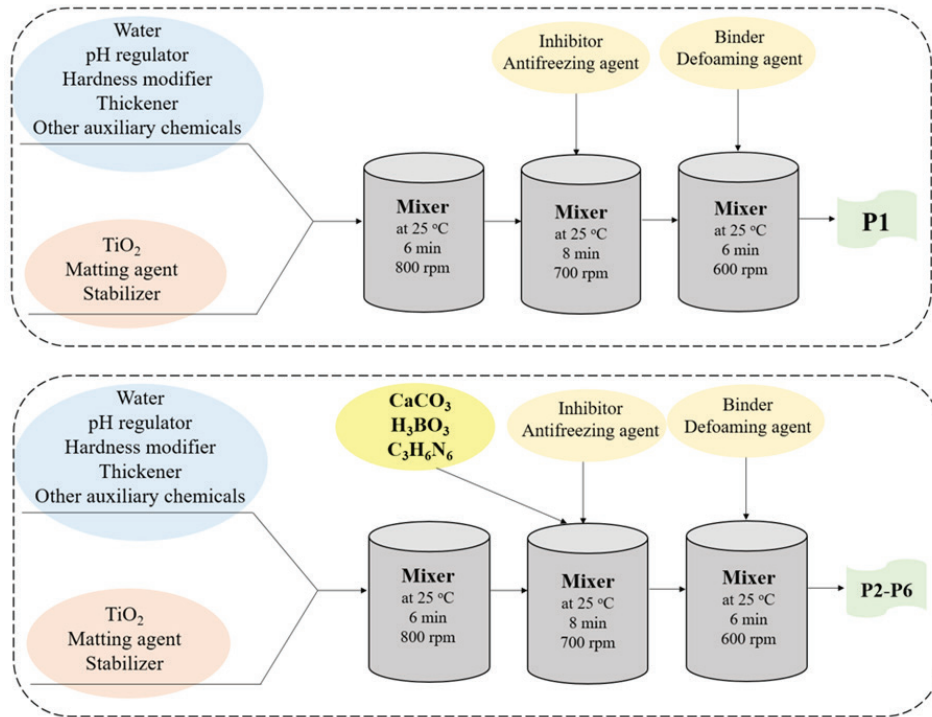 Water
pH regulator
Hardness modifier
Thickener
Other auxiliary chemicals
TiO₂
Matting agent
Stabilizer
Mixer
at 25 °C
6 min
800 rpm
Inhibitor
Antifreezing agent
Mixer
at 25 °C
8 min
700 rpm
Binder
Defoaming agent
Mixer
at 25 °C
6 min
600 rpm
P1
Water
pH regulator
Hardness modifier
Thickener
Other auxiliary chemicals
TiO₂
Matting agent
Stabilizer
Mixer
at 25 °C
6 min
800 rpm
CaCO₃
H₃BO₃
C₃H₆N₆
Inhibitor
Antifreezing agent
Mixer
at 25 °C
8 min
700 rpm
Binder
Defoaming agent
Mixer
at 25 °C
6 min
600 rpm
P2-P6